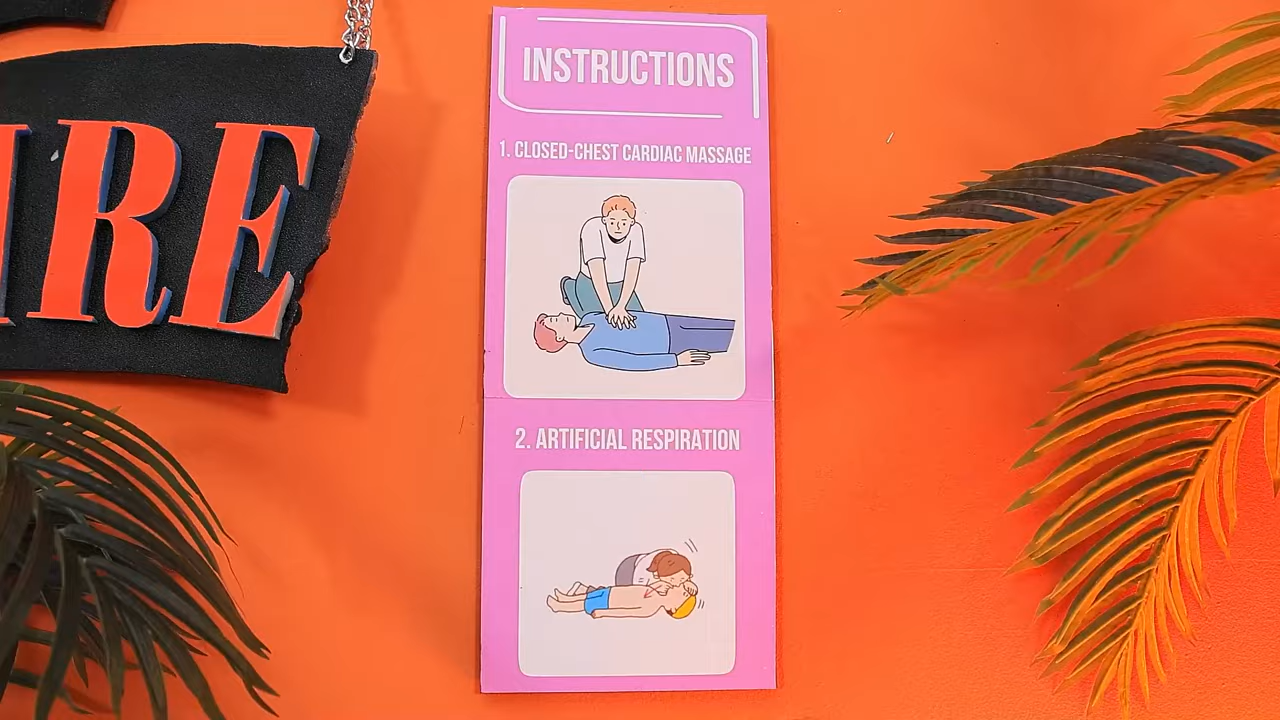 IRE
INSTRUCTIONS
1. CLOSED-CHEST CARDIAC MASSAGE
2. ARTIFICIAL RESPIRATION